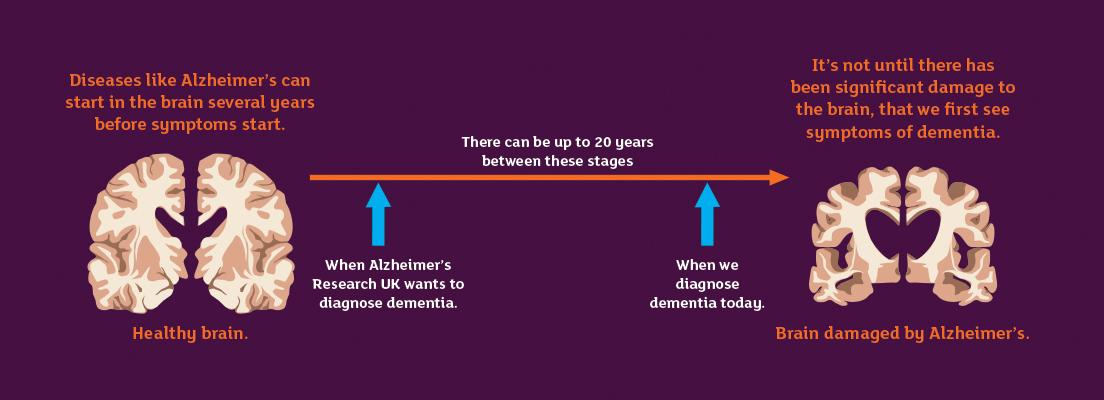 Diseases like Alzheimer's can
start in the brain several years
before symptoms start.
Healthy brain.
There can be up to 20 years
between these stages
When Alzheimer's
Research UK wants to
diagnose dementia.
When we
diagnose
dementia today.
It's not until there has
been significant damage to
the brain, that we first see
symptoms of dementia.
Brain damaged by Alzheimer's.